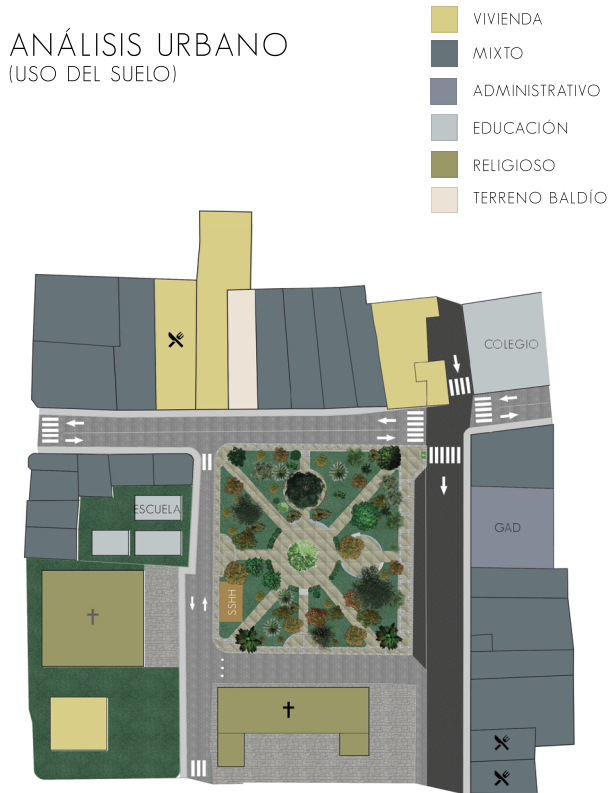 ANÁLISIS URBANO
(USO DEL SUELO)
VIVIENDA
MIXTO
ADMINISTRATIVO
EDUCACIÓN
RELIGIOSO
TERRENO BALDÍO
COLEGIO
ESCUELA
GAD
SSHH